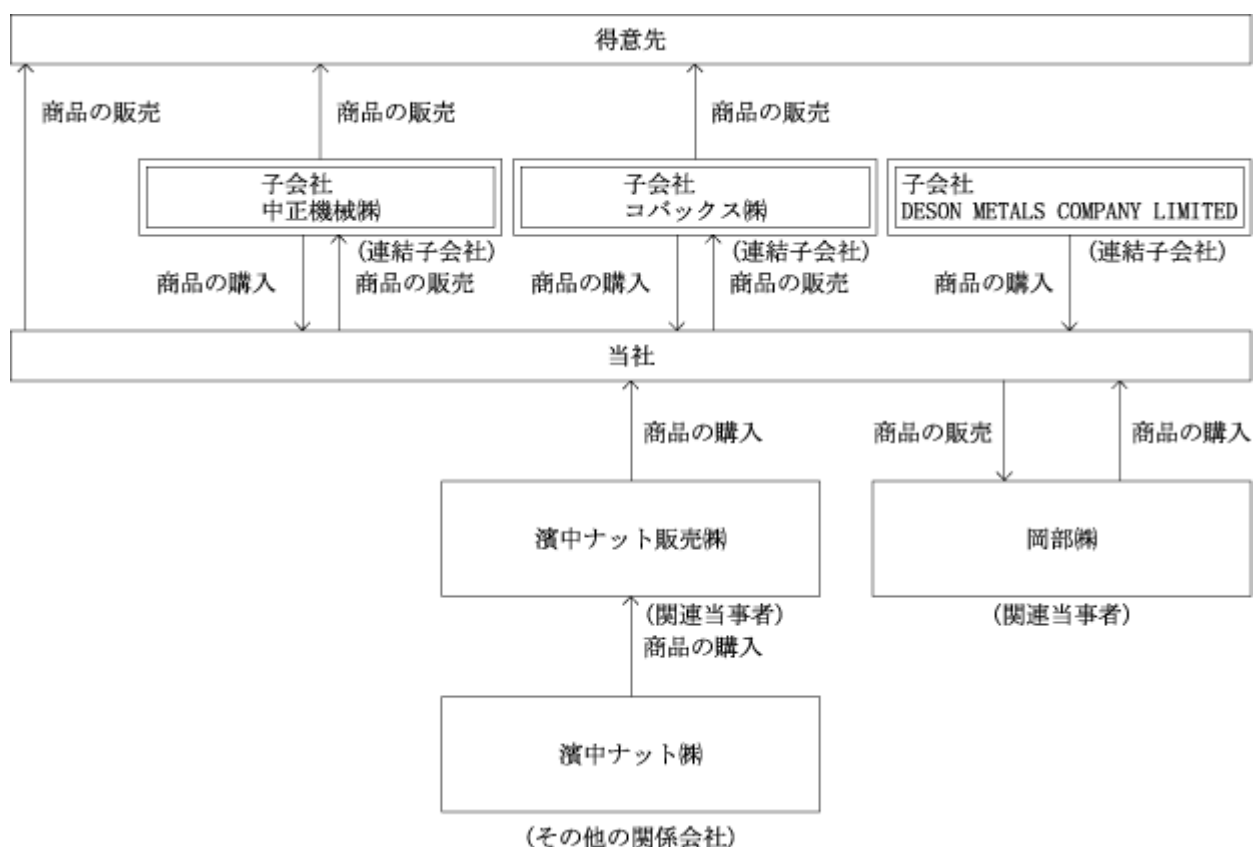 得意先
商品の販売
商品の販売
商品の販売
子会社
中正機械㈱
(連結子会社)
子会社
コバックス㈱
(連結子会社)
子会社
DESON METALS COMPANY LIMITED
(連結子会社)
商品の購入
商品の販売
商品の購入
商品の販売
商品の購入
当社
商品の購入
商品の販売
商品の購入
濱中ナット販売㈱
(関連当事者)
岡部㈱
(関連当事者)
商品の購入
濱中ナット㈱
(その他の関係会社)